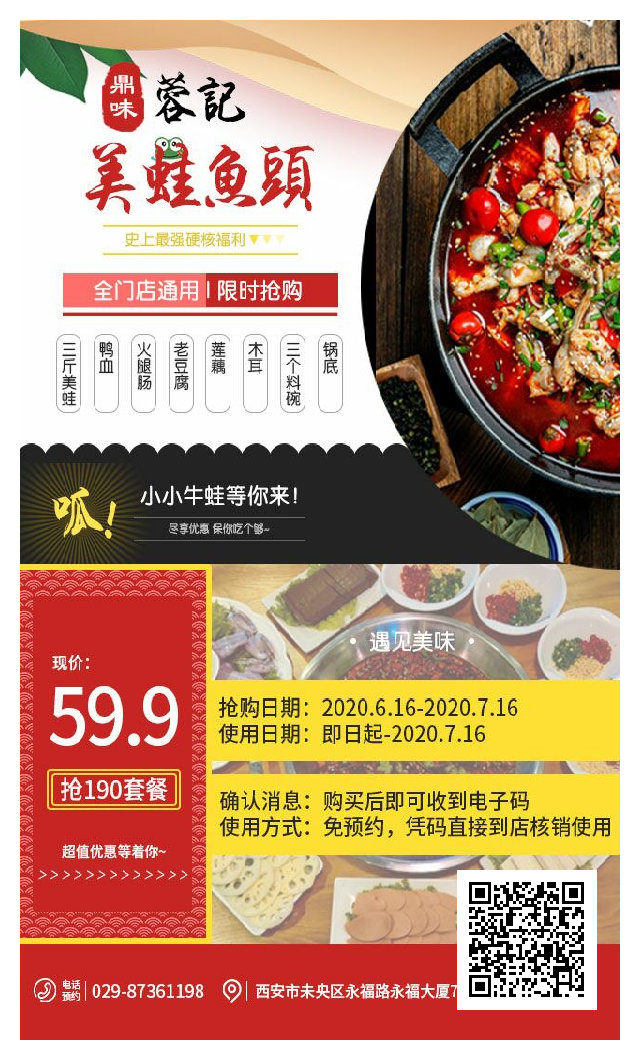 鼎味
蓉記
美蛙魚頭
史上最强硬核福利
全门店通用 | 限时抢购
三斤美蛙
鸭血
火腿肠
老豆腐
莲藕
木耳
三个料碗
锅底
呱!
小小牛蛙等你来!
尽享优惠 保你吃个够~
现价:
59.9
抢190套餐
超值优惠等着你~
>>>>>>>>>>>>>
• 遇见美味 •
抢购日期: 2020.6.16-2020.7.16
使用日期: 即日起-2020.7.16
确认消息: 购买后即可收到电子码
使用方式: 免预约，凭码直接到店核销使用
电话预约
029-87361198
西安市未央区永福路永福大厦7